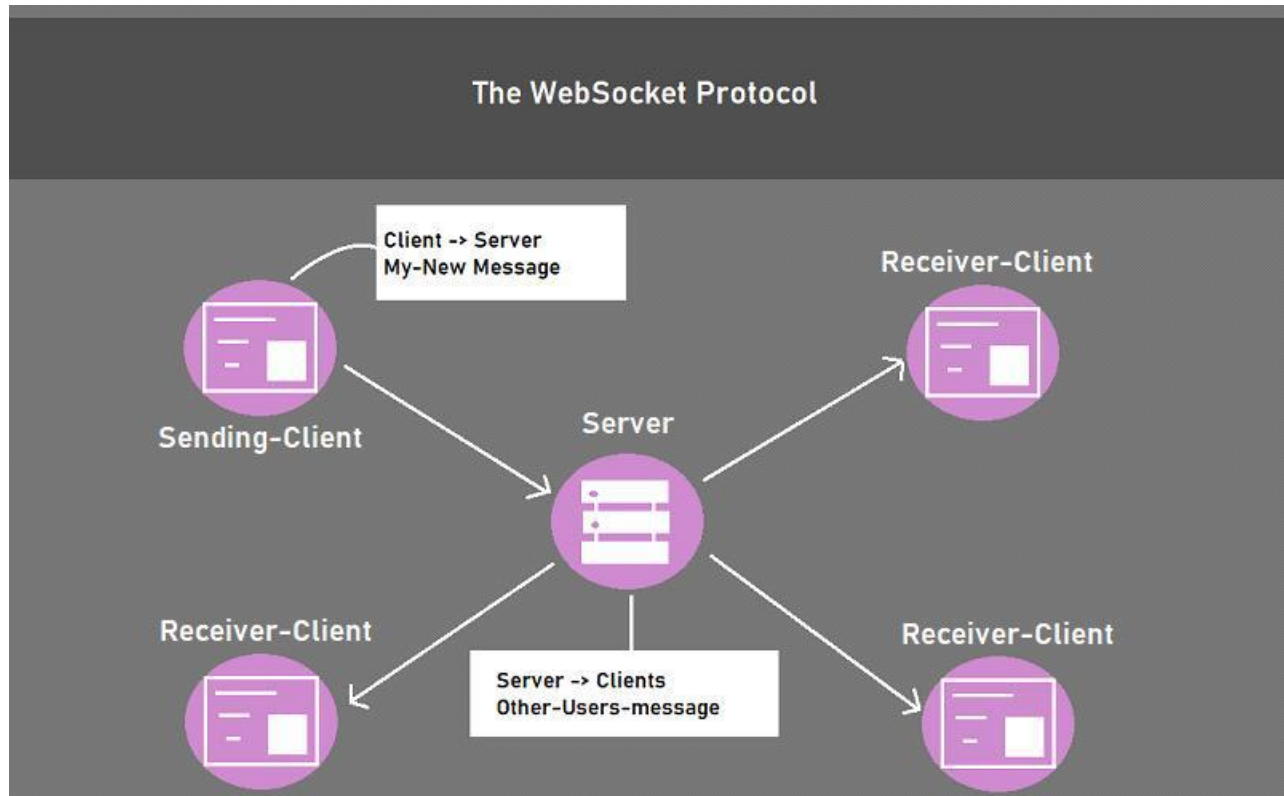 The WebSocket Protocol
Client -> Server
My-New Message
Receiver-Client
Sending-Client
Server
Receiver-Client
Server -> Clients
Other-Users-message
Receiver-Client